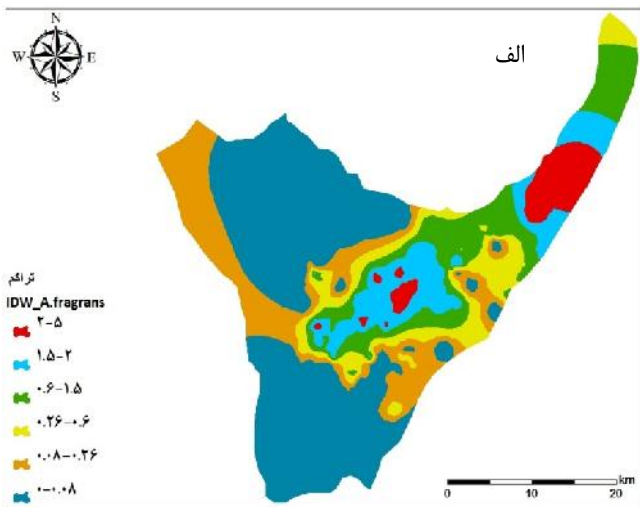 N
W E
S
الف
تراکم
IDW_A.fragrans
۲-۵
۱.۵-۲
۰.۶-۱.۵
۰.۲۶-۰.۶
۰.۰۸-۰.۲۶
۰-۰.۰۸
km
0 10 20